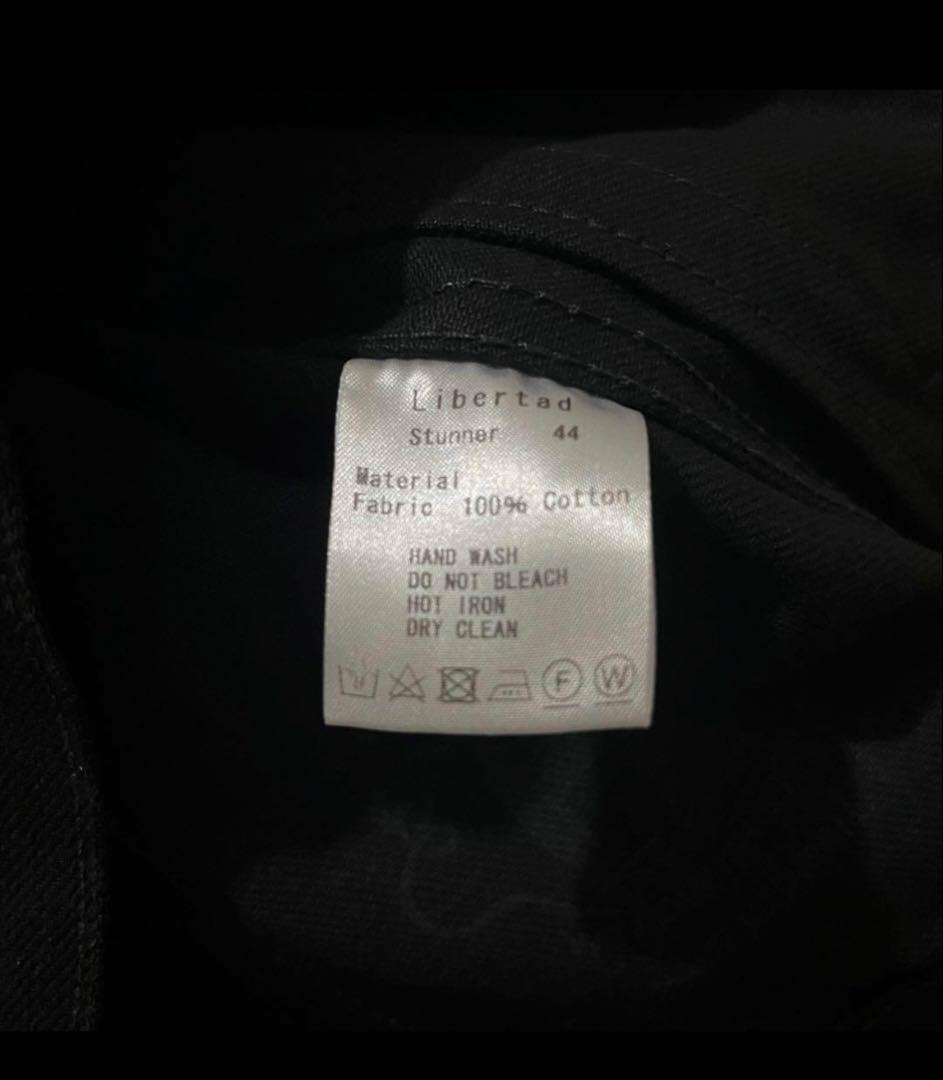 Libertad
Stunner 44
Material
Fabric 100% Cotton
HAND WASH
DO NOT BLEACH
HOT IRON
DRY CLEAN
F W